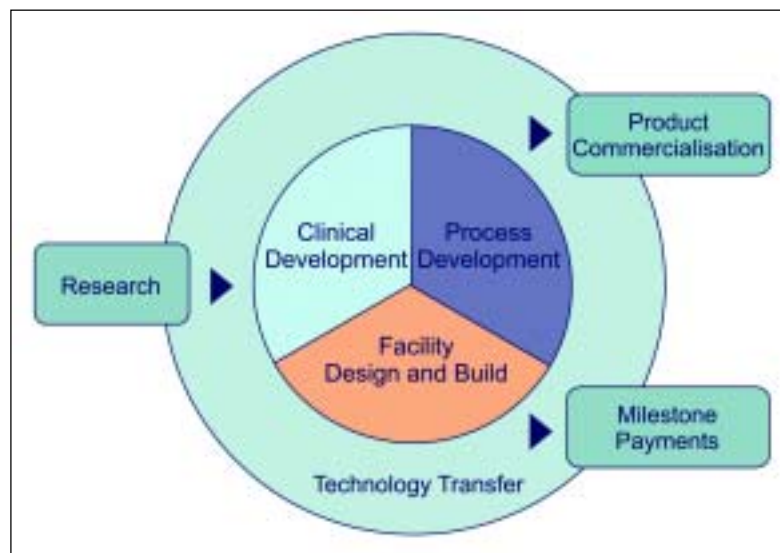 Product
Commercialisation
Clinical
Development
Process
Development
Research
Facility
Design and Build
Milestone
Payments
Technology Transfer